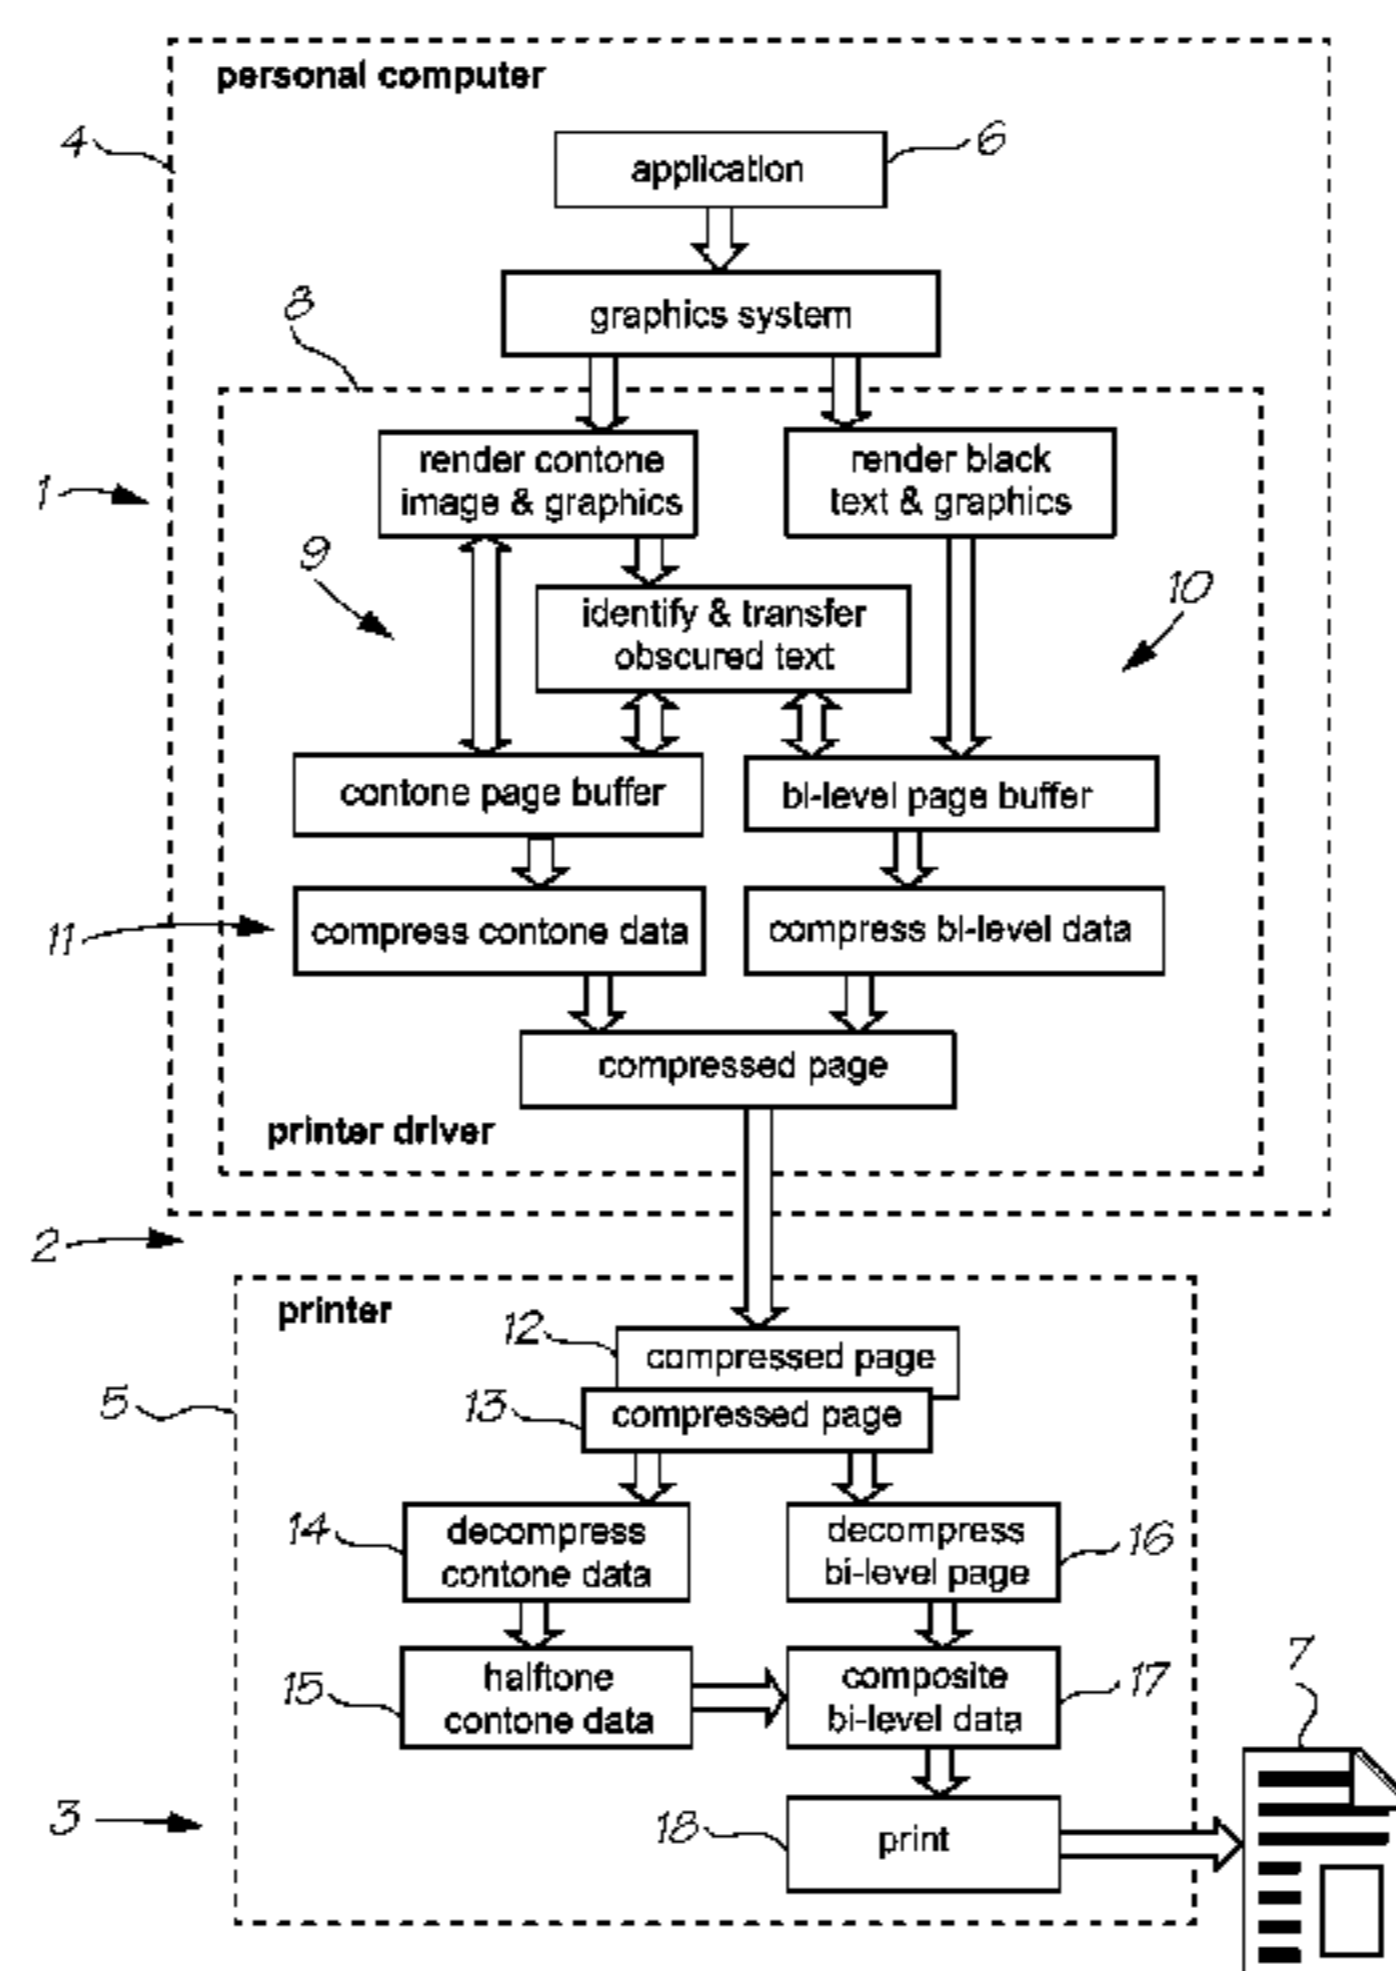 personal computer
4
6
application
graphics system
8
render contone
image & graphics
render black
text & graphics
1
9
10
identify & transfer
obscured text
contone page buffer
bi-level page buffer
11
compress contone data
compress bi-level data
compressed page
printer driver
2
printer
12
compressed page
13
compressed page
5
14
decompress
contone data
decompress
bi-level page
16
15
halftone
contone data
composite
bi-level data
17
7
3
18
print